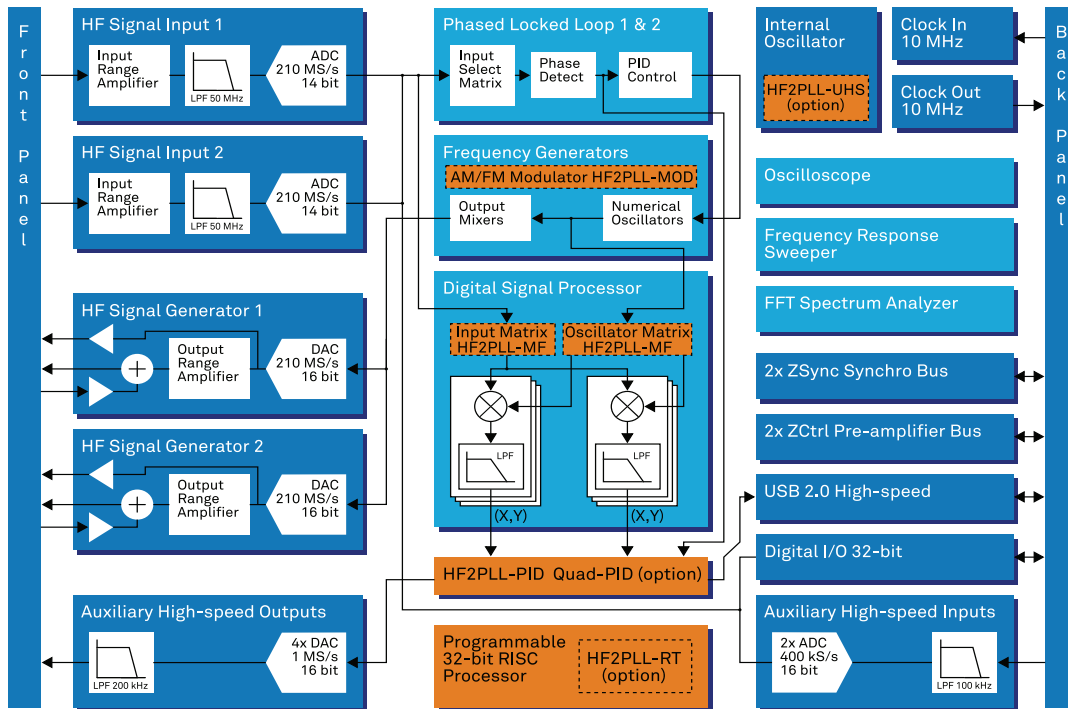 Front Panel
HF Signal Input 1
Input
Range
Amplifier
LPF 50 MHz
ADC
210 MS/s
14 bit
HF Signal Input 2
Input
Range
Amplifier
LPF 50 MHz
ADC
210 MS/s
14 bit
HF Signal Generator 1
Output
Range
Amplifier
DAC
210 MS/s
16 bit
+
HF Signal Generator 2
Output
Range
Amplifier
DAC
210 MS/s
16 bit
+
Auxiliary High-speed Outputs
LPF 200 kHz
4x DAC
1 MS/s
16 bit
Phased Locked Loop 1 & 2
Input
Select
Matrix
Phase
Detect
PID
Control
Frequency Generators
AM/FM Modulator HF2PLL-MOD
Output
Mixers
Numerical
Oscillators
Digital Signal Processor
Input Matrix
HF2PLL-MF
Oscillator Matrix
HF2PLL-MF
LPF
LPF
(X,Y)
(X,Y)
HF2PLL-PID Quad-PID (option)
Programmable
32-bit RISC
Processor
HF2PLL-RT
(option)
Internal
Oscillator
HF2PLL-UHS
(option)
Clock In
10 MHz
Clock Out
10 MHz
Oscilloscope
Frequency Response
Sweeper
FFT Spectrum Analyzer
2x ZSync Synchro Bus
2x ZCtrl Pre-amplifier Bus
USB 2.0 High-speed
Digital I/O 32-bit
Auxiliary High-speed Inputs
2x ADC
400 kS/s
16 bit
LPF 100 kHz
Back Panel